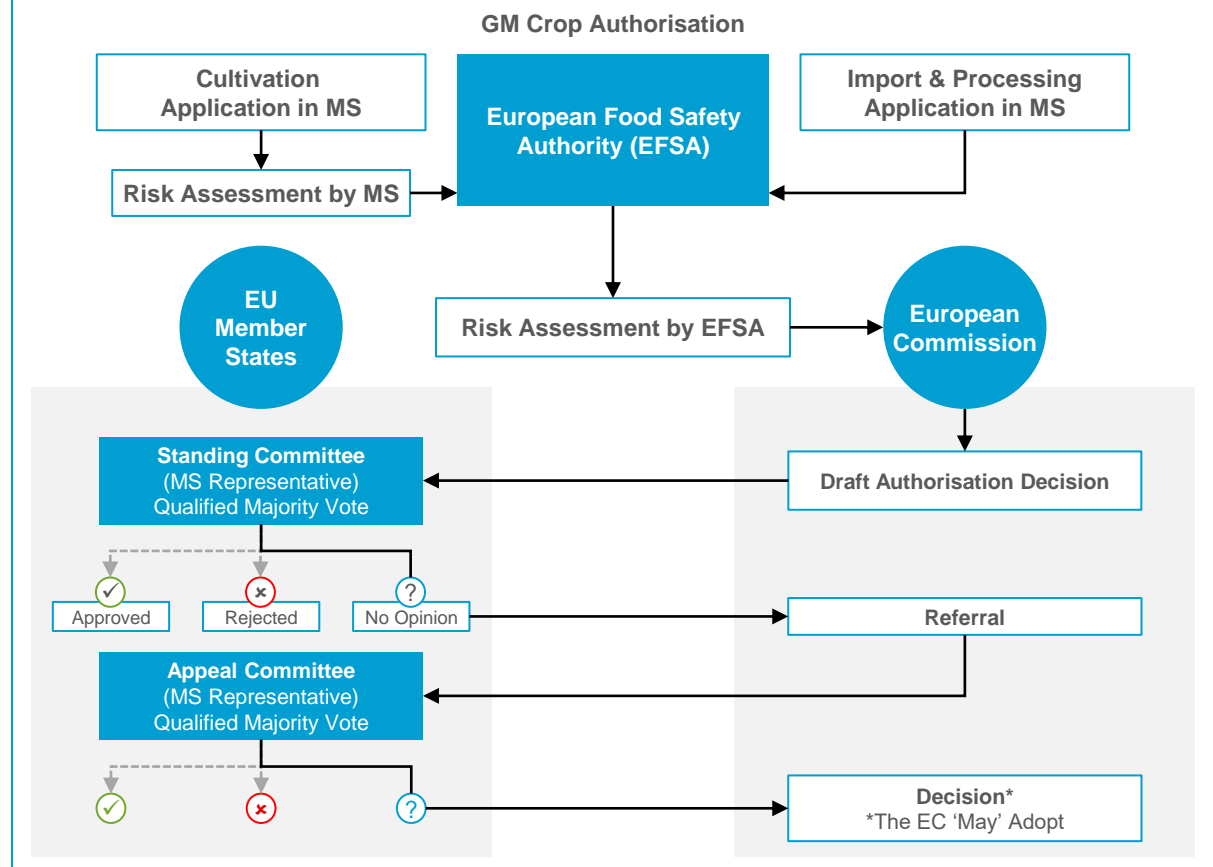 GM Crop Authorisation
Cultivation
Application in MS
European Food Safety
Authority (EFSA)
Import & Processing
Application in MS
Risk Assessment by MS
EU
Member
States
Risk Assessment by EFSA
European
Commission
Standing Committee
(MS Representative)
Qualified Majority Vote
Draft Authorisation Decision
?
Approved
Rejected
No Opinion
Referral
Appeal Committee
(MS Representative)
Qualified Majority Vote
?
Decision*
*The EC ‘May’ Adopt